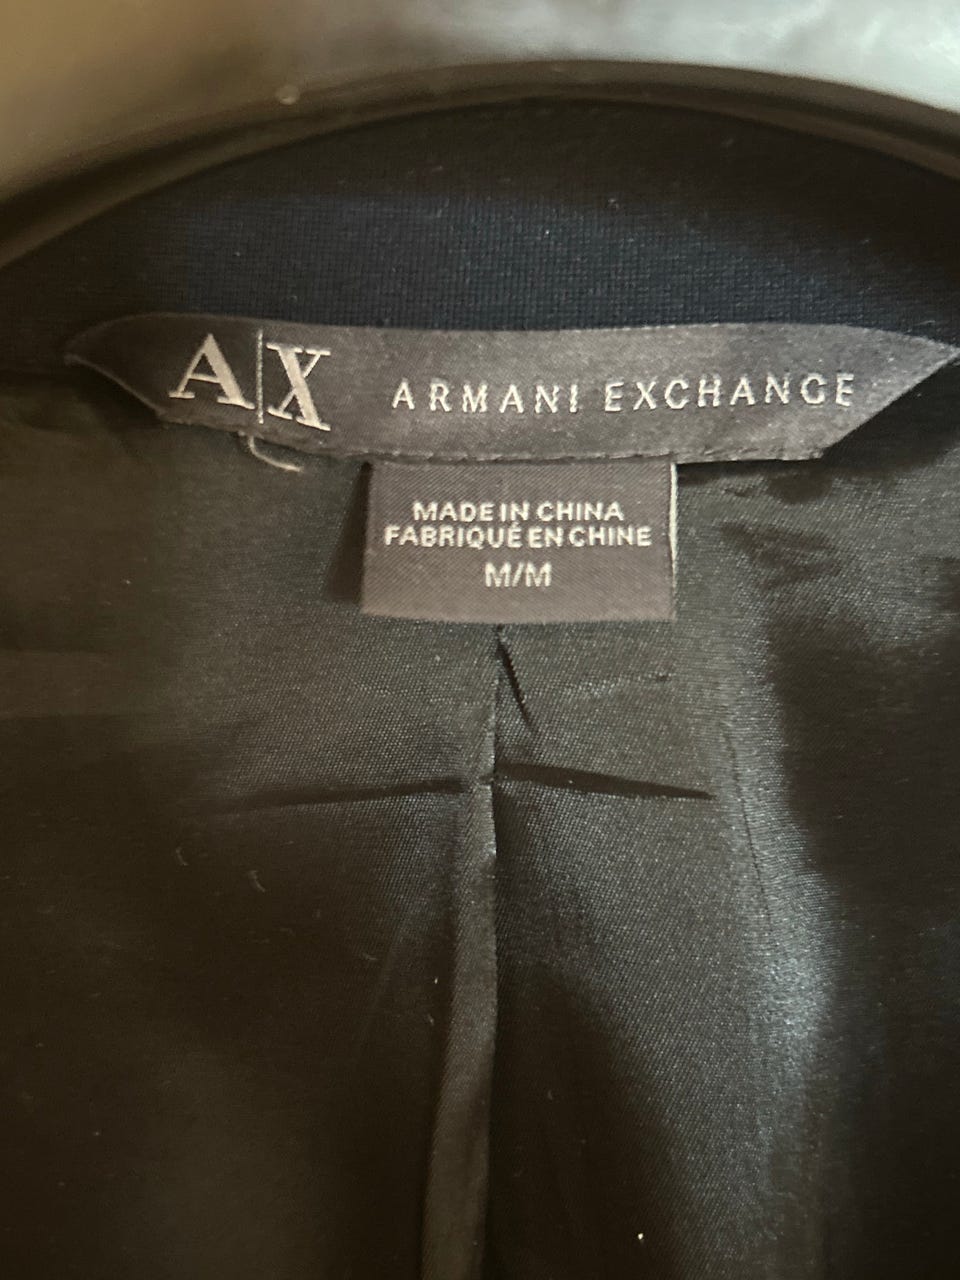 A|X ARMANI EXCHANGE
MADE IN CHINA
FABRIQUÉ EN CHINE
M/M